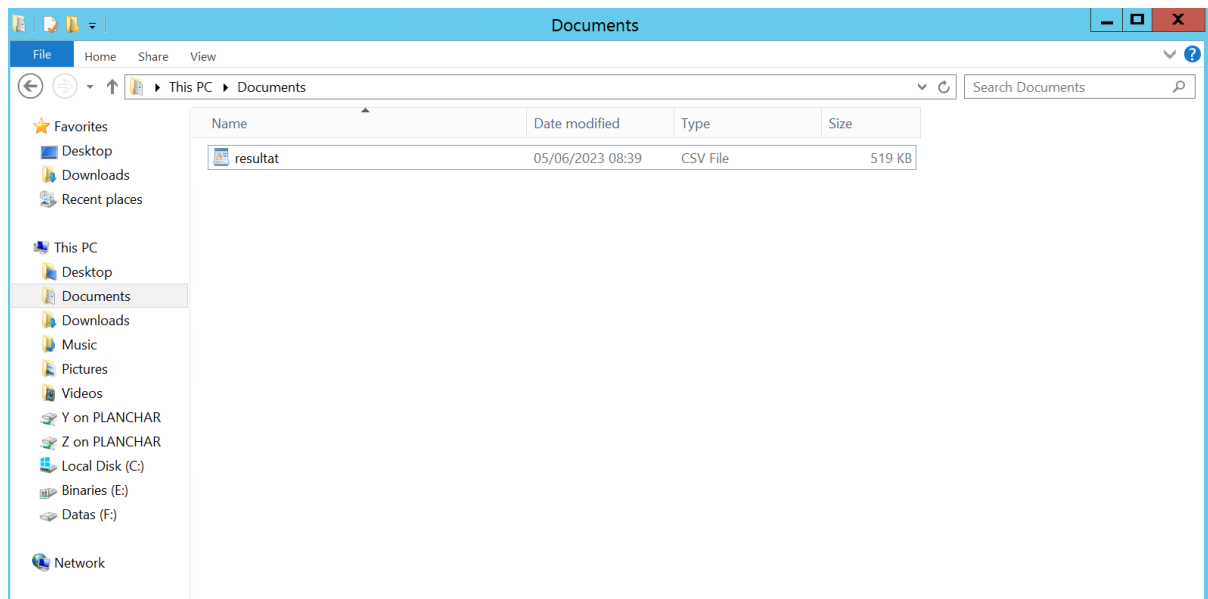 Documents
File Home Share View
This PC Documents
Search Documents
Favorites
Desktop
Downloads
Recent places
This PC
Desktop
Documents
Downloads
Music
Pictures
Videos
Y on PLANCHAR
Z on PLANCHAR
Local Disk (C:)
Binaries (E:)
Datas (F:)
Network
Name Date modified Type Size
resultat 05/06/2023 08:39 CSV File 519 KB